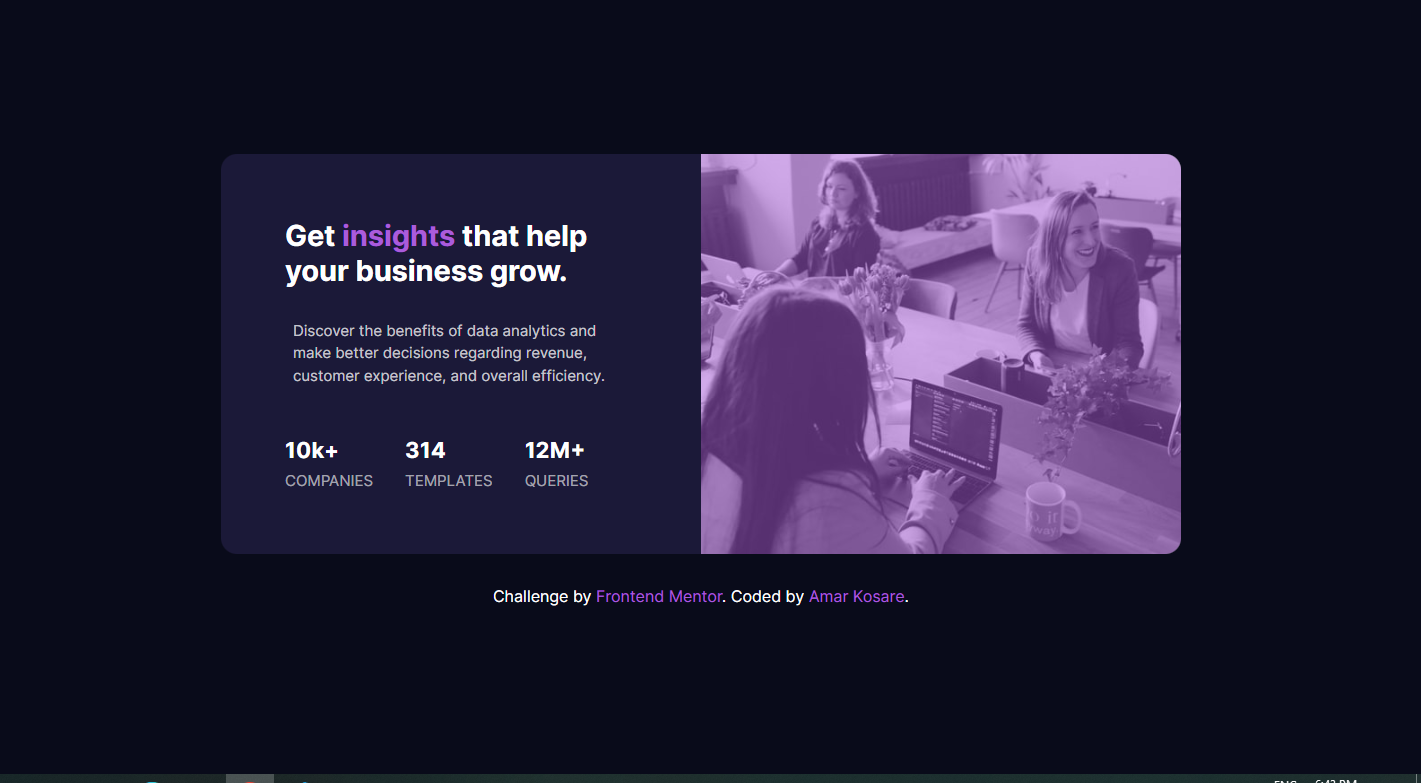 Get insights that help
your business grow.
Discover the benefits of data analytics and
make better decisions regarding revenue,
customer experience, and overall efficiency.
10k+ 314 12M+
COMPANIES TEMPLATES QUERIES
Challenge by Frontend Mentor. Coded by Amar Kosare.